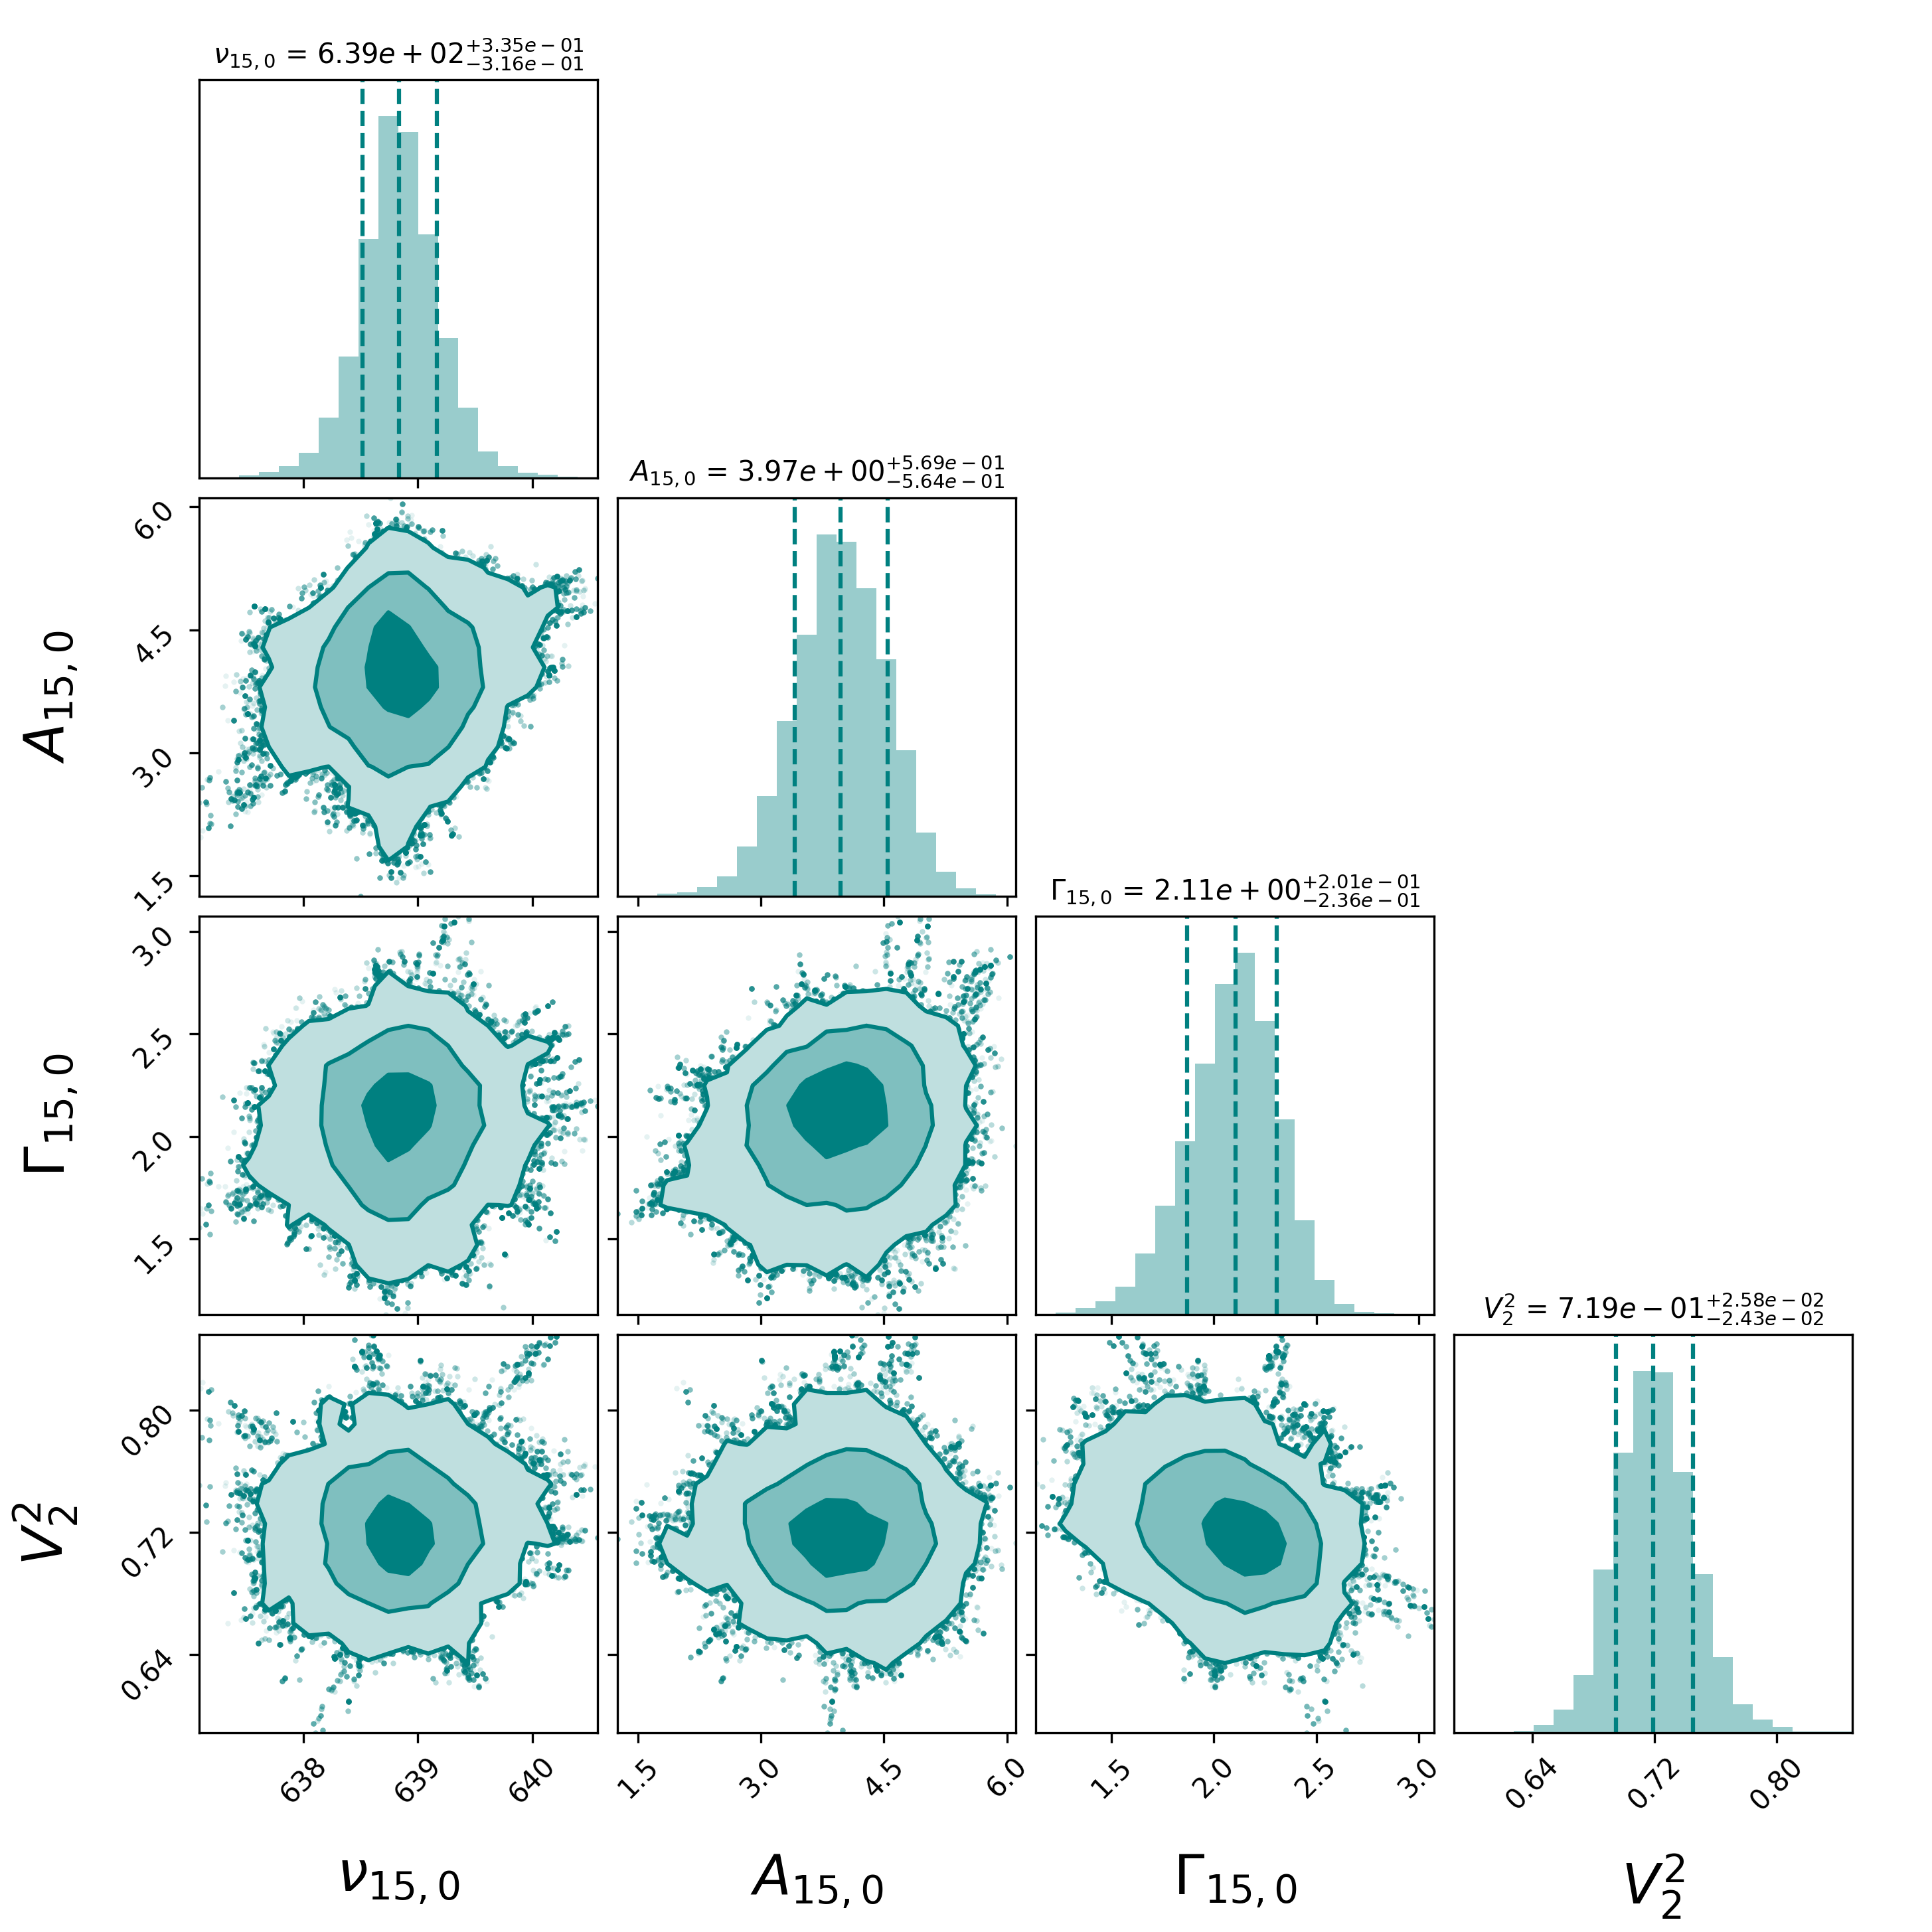 ν₁₅,₀ = 6.39e + 02 +3.35e − 01 −3.16e − 01
A₁₅,₀ = 3.97e + 00 +5.69e − 01 −5.64e − 01
6.0
4.5
3.0
1.5
A₁₅,₀
Γ₁₅,₀ = 2.11e + 00 +2.01e − 01 −2.36e − 01
3.0
2.5
2.0
1.5
Γ₁₅,₀
V₂² = 7.19e − 01 +2.58e − 02 −2.43e − 02
0.80
0.72
0.64
V₂²
638 639 640 1.5 3.0 4.5 6.0 1.5 2.0 2.5 3.0 0.64 0.72 0.80
ν₁₅,₀ A₁₅,₀ Γ₁₅,₀ V₂²